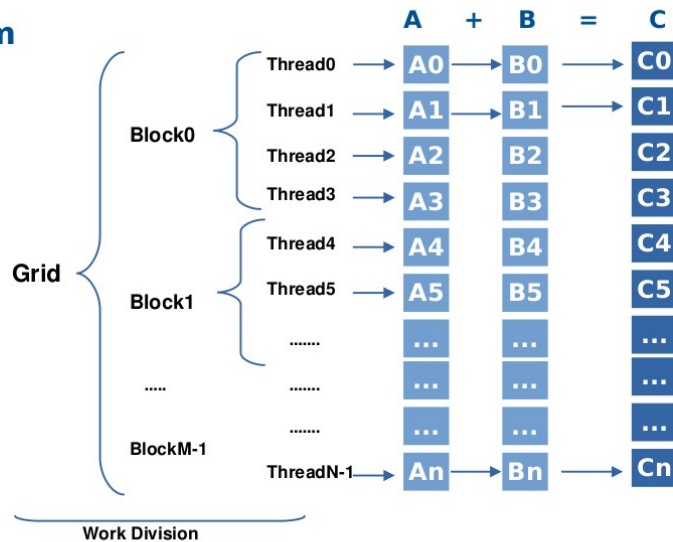 m
A + B = C
Thread0 A0 B0 C0
Thread1 A1 B1 C1
Block0
Thread2 A2 B2 C2
Thread3 A3 B3 C3
Thread4 A4 B4 C4
Grid
Thread5 A5 B5 C5
Block1
....... ... ... ...
..... ....... ... ... ...
....... ... ... ...
BlockM-1
ThreadN-1 An Bn Cn
Work Division